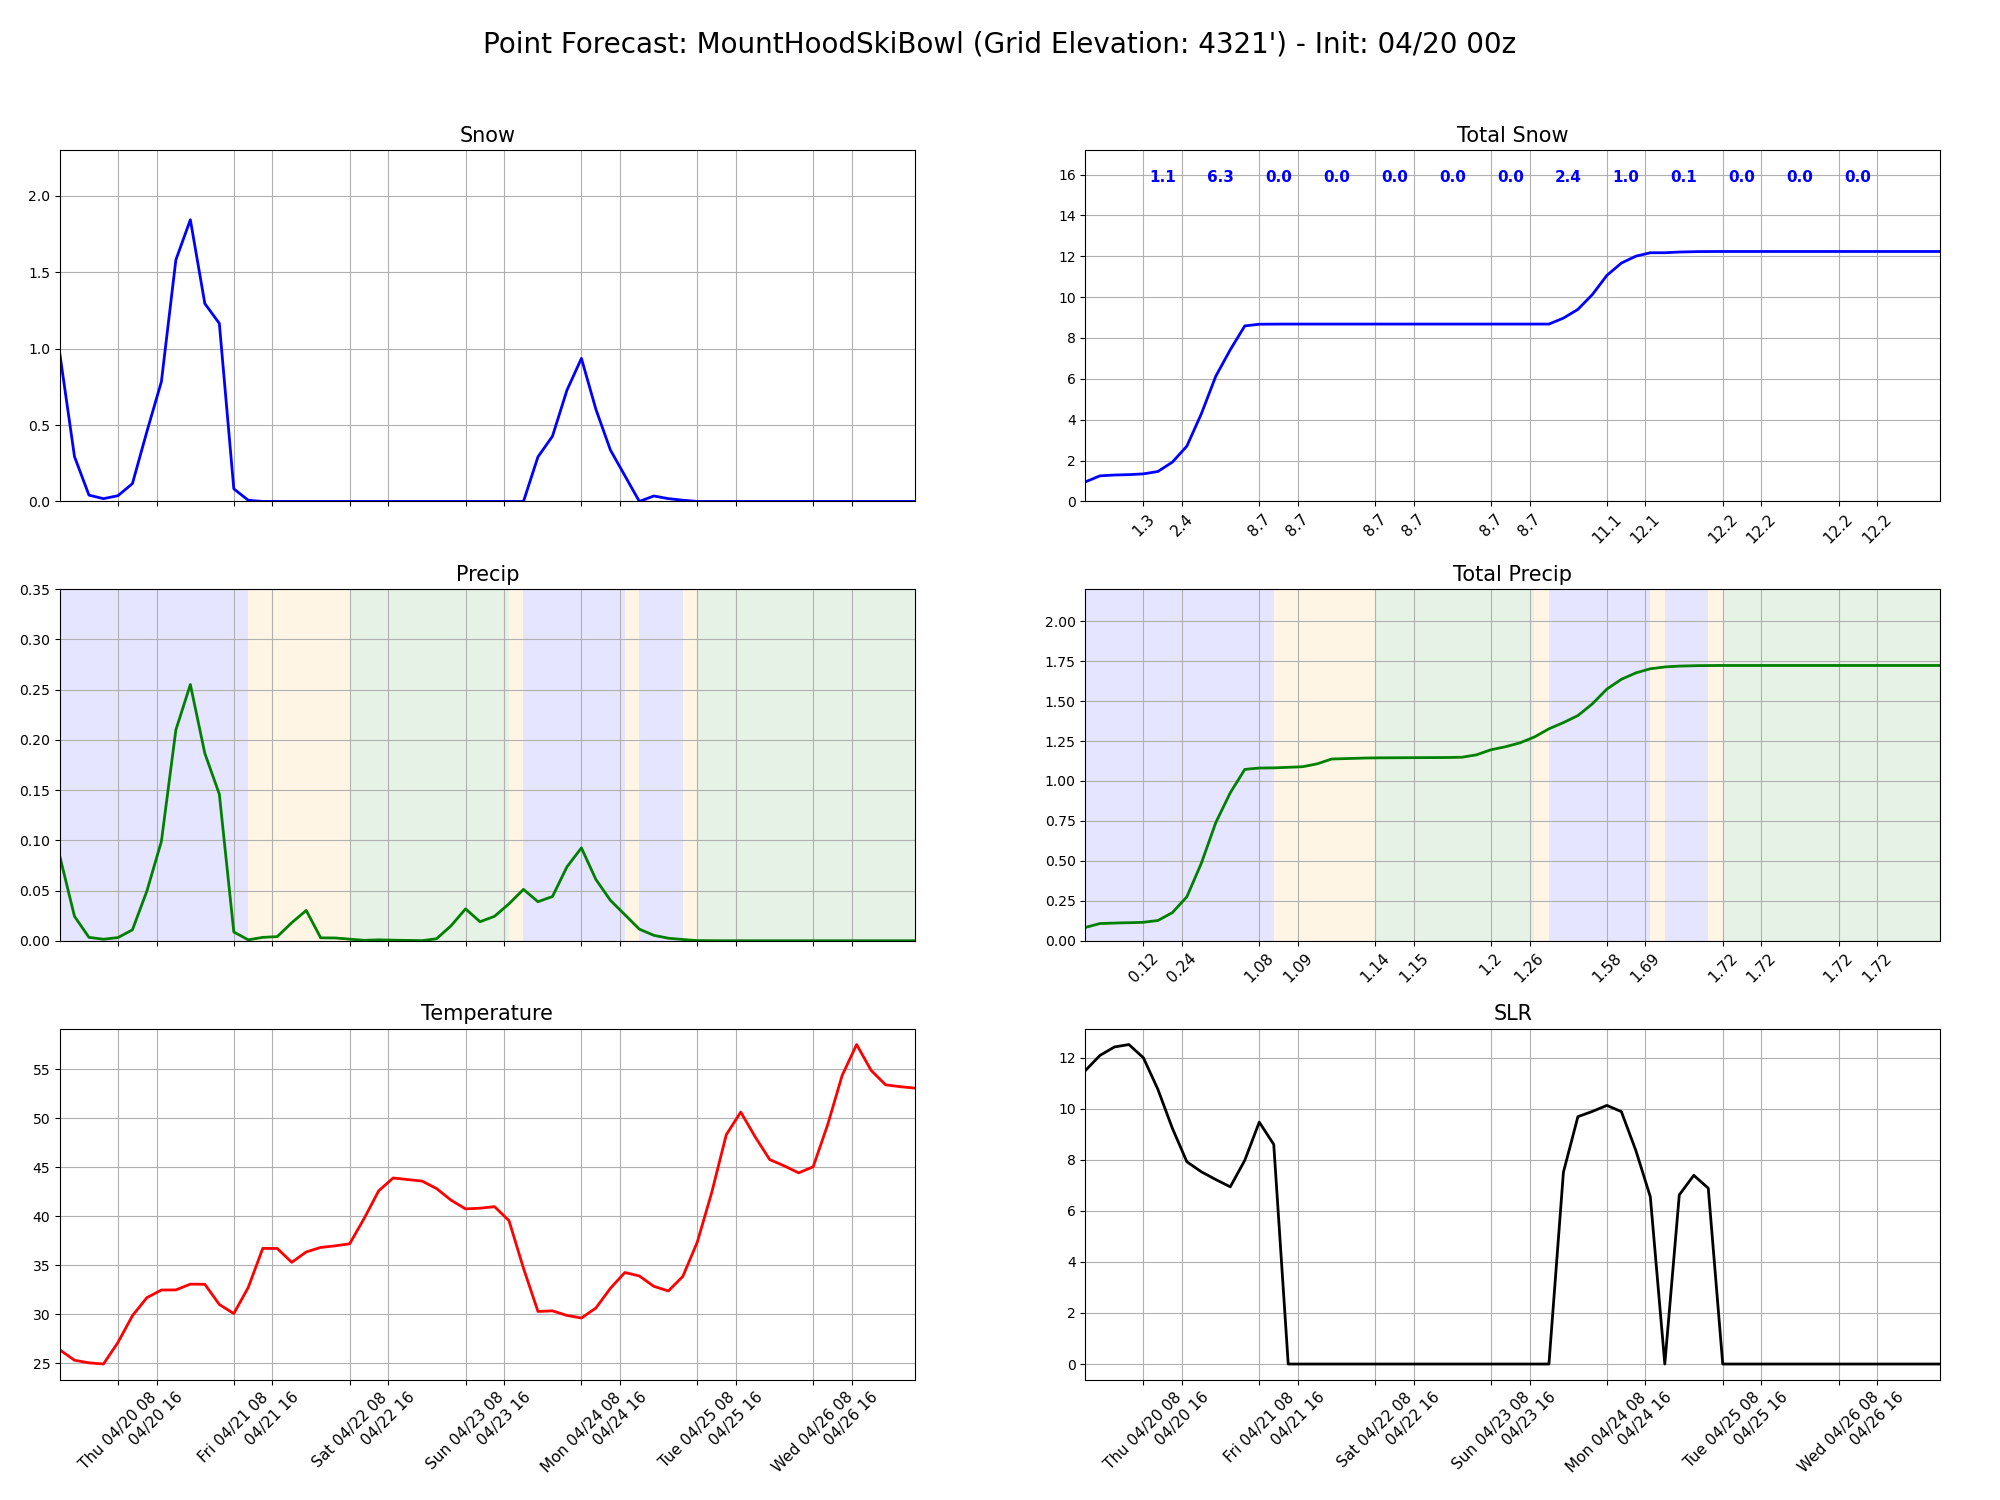 Point Forecast: MountHoodSkiBowl (Grid Elevation: 4321') - Init: 04/20 00z
Snow
2.0
1.5
1.0
0.5
0.0
Total Snow
1.1 6.3 0.0 0.0 0.0 0.0 0.0 2.4 1.0 0.1 0.0 0.0 0.0
16
14
12
10
8
6
4
2
0
1.3 2.4 8.7 8.7 8.7 8.7 8.7 8.7 11.1 12.1 12.2 12.2 12.2 12.2
Precip
0.35
0.30
0.25
0.20
0.15
0.10
0.05
0.00
Total Precip
2.00
1.75
1.50
1.25
1.00
0.75
0.50
0.25
0.00
0.12 0.24 1.08 1.09 1.14 1.15 1.2 1.26 1.58 1.69 1.72 1.72 1.72 1.72
Temperature
55
50
45
40
35
30
25
Thu 04/20 08
04/20 16
Fri 04/21 08
04/21 16
Sat 04/22 08
04/22 16
Sun 04/23 08
04/23 16
Mon 04/24 08
04/24 16
Tue 04/25 08
04/25 16
Wed 04/26 08
04/26 16
SLR
12
10
8
6
4
2
0
Thu 04/20 08
04/20 16
Fri 04/21 08
04/21 16
Sat 04/22 08
04/22 16
Sun 04/23 08
04/23 16
Mon 04/24 08
04/24 16
Tue 04/25 08
04/25 16
Wed 04/26 08
04/26 16